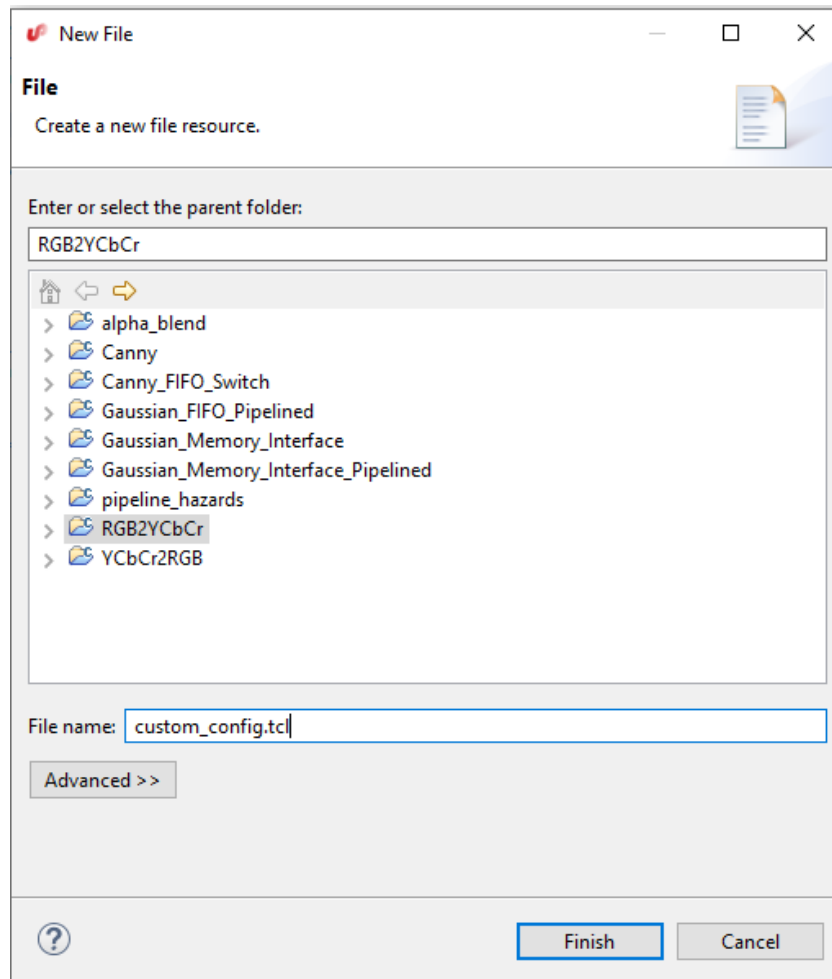 New File
File
Create a new file resource.
Enter or select the parent folder:
RGB2YCbCr
alpha_blend
Canny
Canny_FIFO_Switch
Gaussian_FIFO_Pipelined
Gaussian_Memory_Interface
Gaussian_Memory_Interface_Pipelined
pipeline_hazards
RGB2YCbCr
YCbCr2RGB
File name: custom_config.tcl
Advanced >>
? Finish Cancel